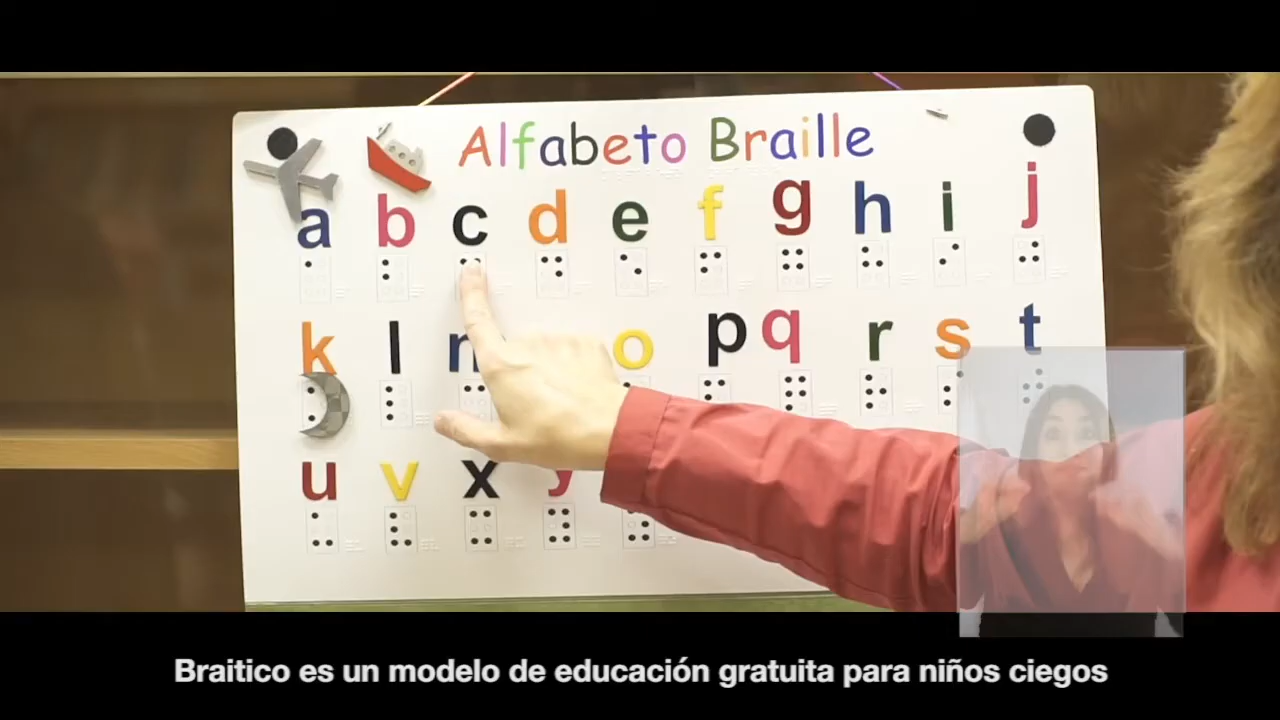 Alfabeto Braille
a b c d e f g h i j
k l o p q r s t
u v x y
Braitico es un modelo de educación gratuita para niños ciegos